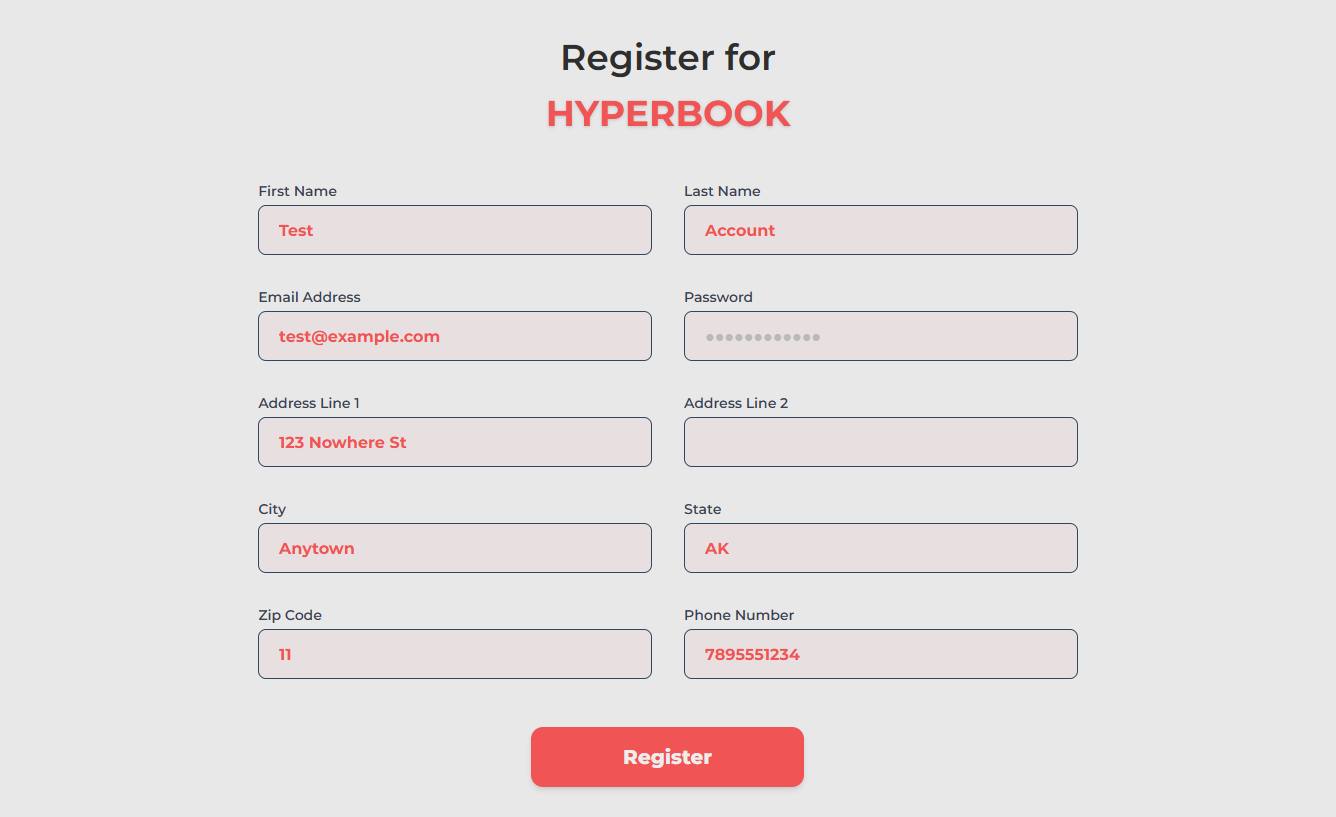 Register for
HYPERBOOK
First Name
Last Name
Test
Account
Email Address
Password
test@example.com
••••••••••••
Address Line 1
Address Line 2
123 Nowhere St
City
State
Anytown
AK
Zip Code
Phone Number
11
7895551234
Register